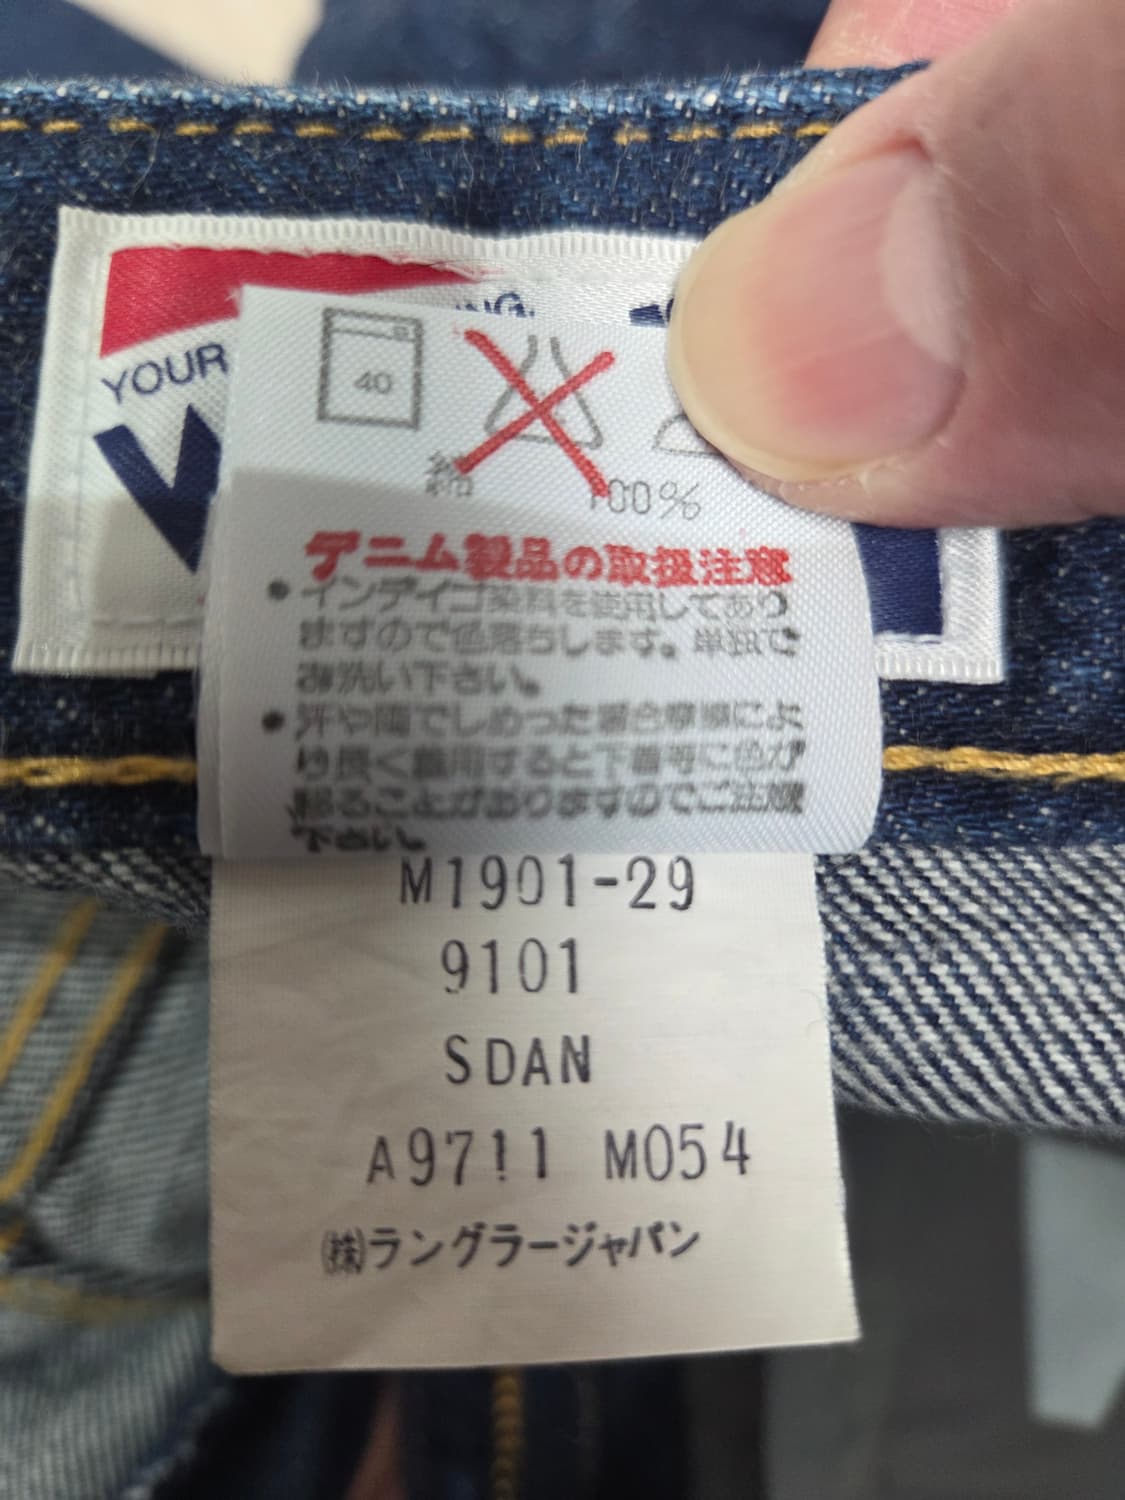 YOUR
W
40
綿 100%
デニム製品の取扱注意
●インディゴ染料を使用してあり
ますので色落ちします。単独で
お洗い下さい。
●汗や雨でしめった場合摩擦によ
り良く着用すると下着等に色が
移ることがありますのでご注意
下さい。
M1901-29
9101
SDAN
A9711 M054
㈱ラングラージャパン